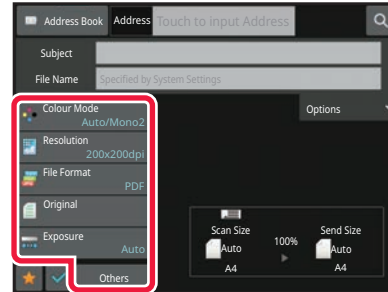 Address Book Address Touch to input Address
Subject
File Name Specified by System Settings
Colour Mode
Auto/Mono2
Options
Resolution
200x200dpi
File Format
PDF
Original
Exposure
Auto
Others
Scan Size
Auto
A4
100%
Send Size
Auto
A4